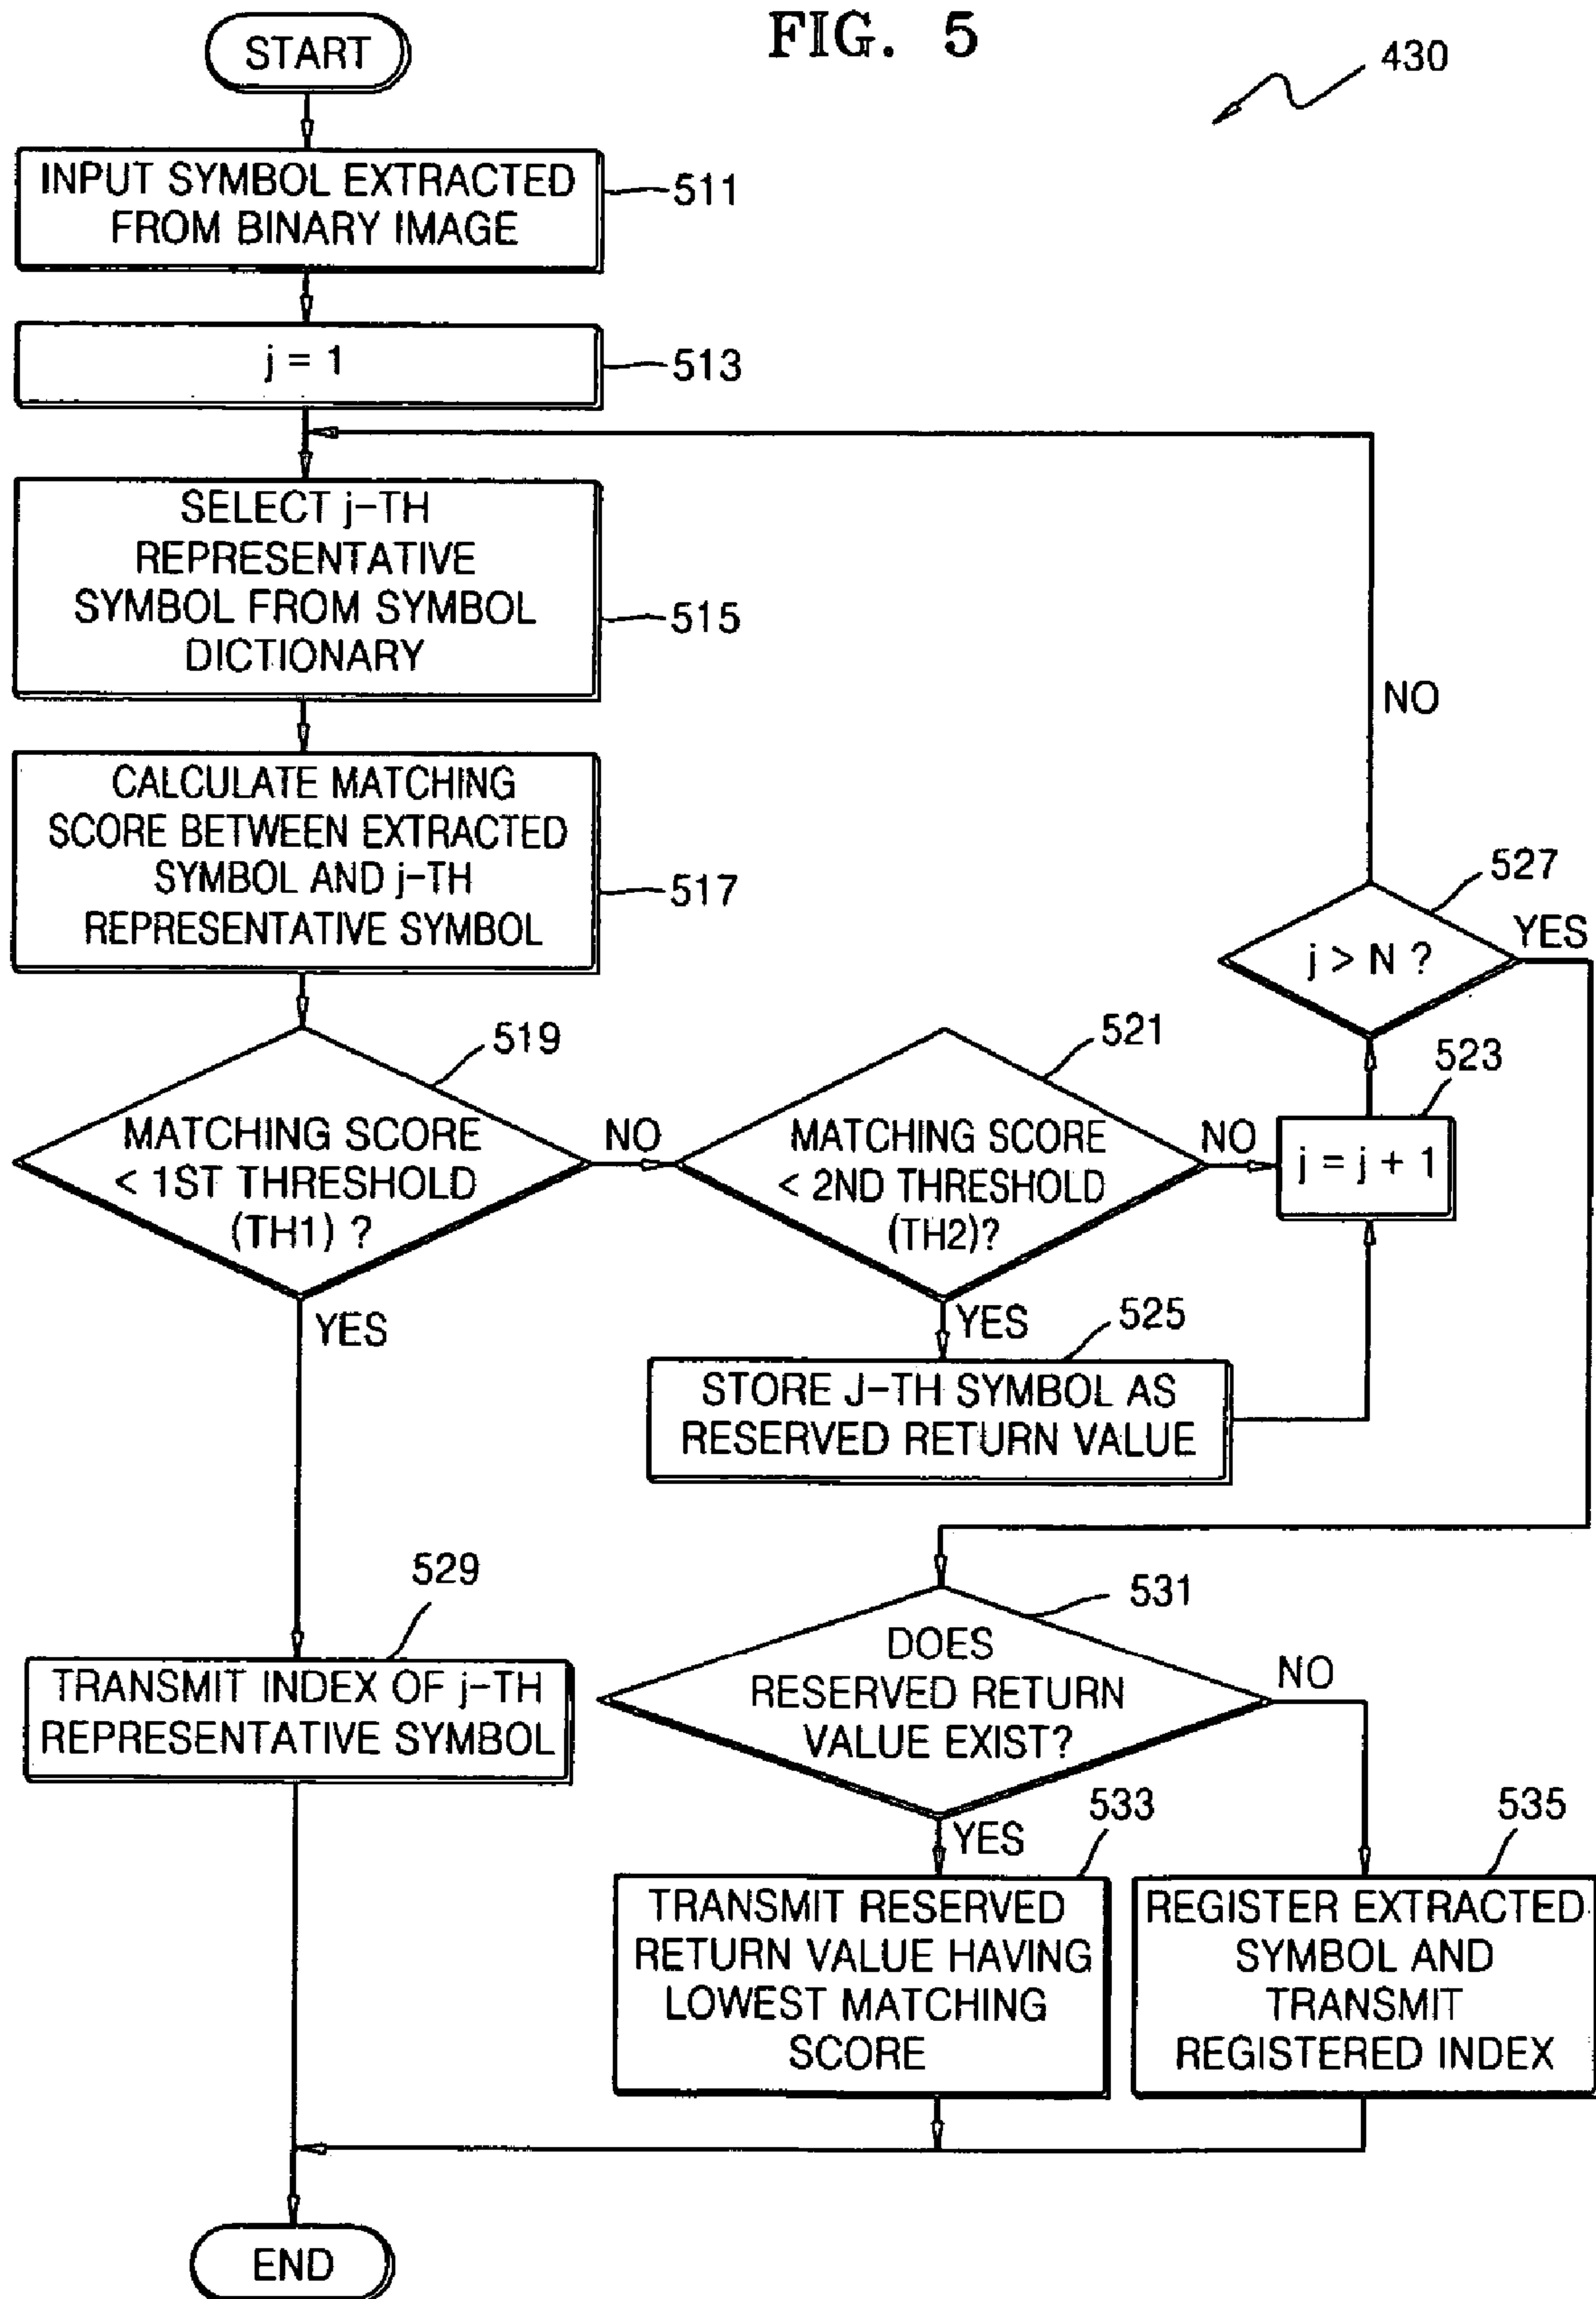 FIG. 5
430
START
INPUT SYMBOL EXTRACTED
FROM BINARY IMAGE
511
j = 1
513
SELECT j-TH
REPRESENTATIVE
SYMBOL FROM SYMBOL
DICTIONARY
515
CALCULATE MATCHING
SCORE BETWEEN EXTRACTED
SYMBOL AND j-TH
REPRESENTATIVE SYMBOL
517
MATCHING SCORE
< 1ST THRESHOLD
(TH1) ?
519
NO
YES
MATCHING SCORE
< 2ND THRESHOLD
(TH2)?
521
NO
YES
j = j + 1
523
j > N ?
527
NO
YES
STORE J-TH SYMBOL AS
RESERVED RETURN VALUE
525
TRANSMIT INDEX OF j-TH
REPRESENTATIVE SYMBOL
529
DOES
RESERVED RETURN
VALUE EXIST?
531
NO
YES
TRANSMIT RESERVED
RETURN VALUE HAVING
LOWEST MATCHING
SCORE
533
REGISTER EXTRACTED
SYMBOL AND
TRANSMIT
REGISTERED INDEX
535
END